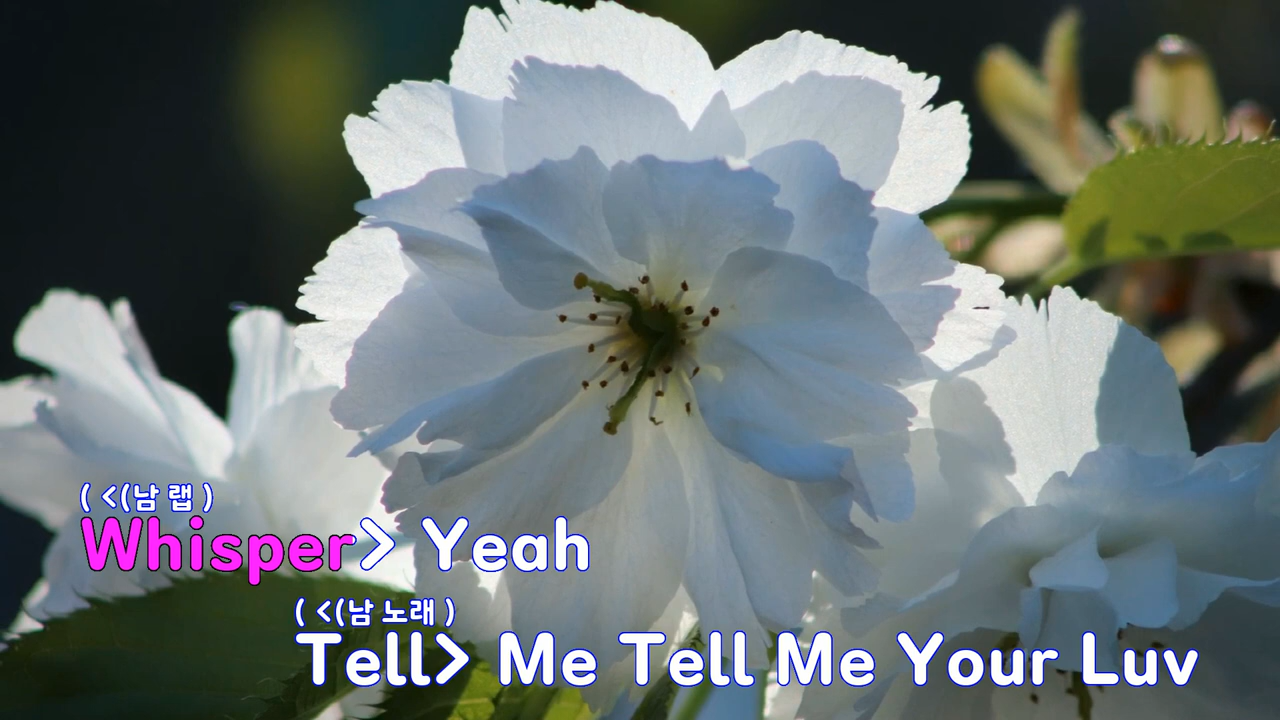 ( <(남 랩 )
Whisper> Yeah
( <(남 노래 )
Tell> Me Tell Me Your Luv